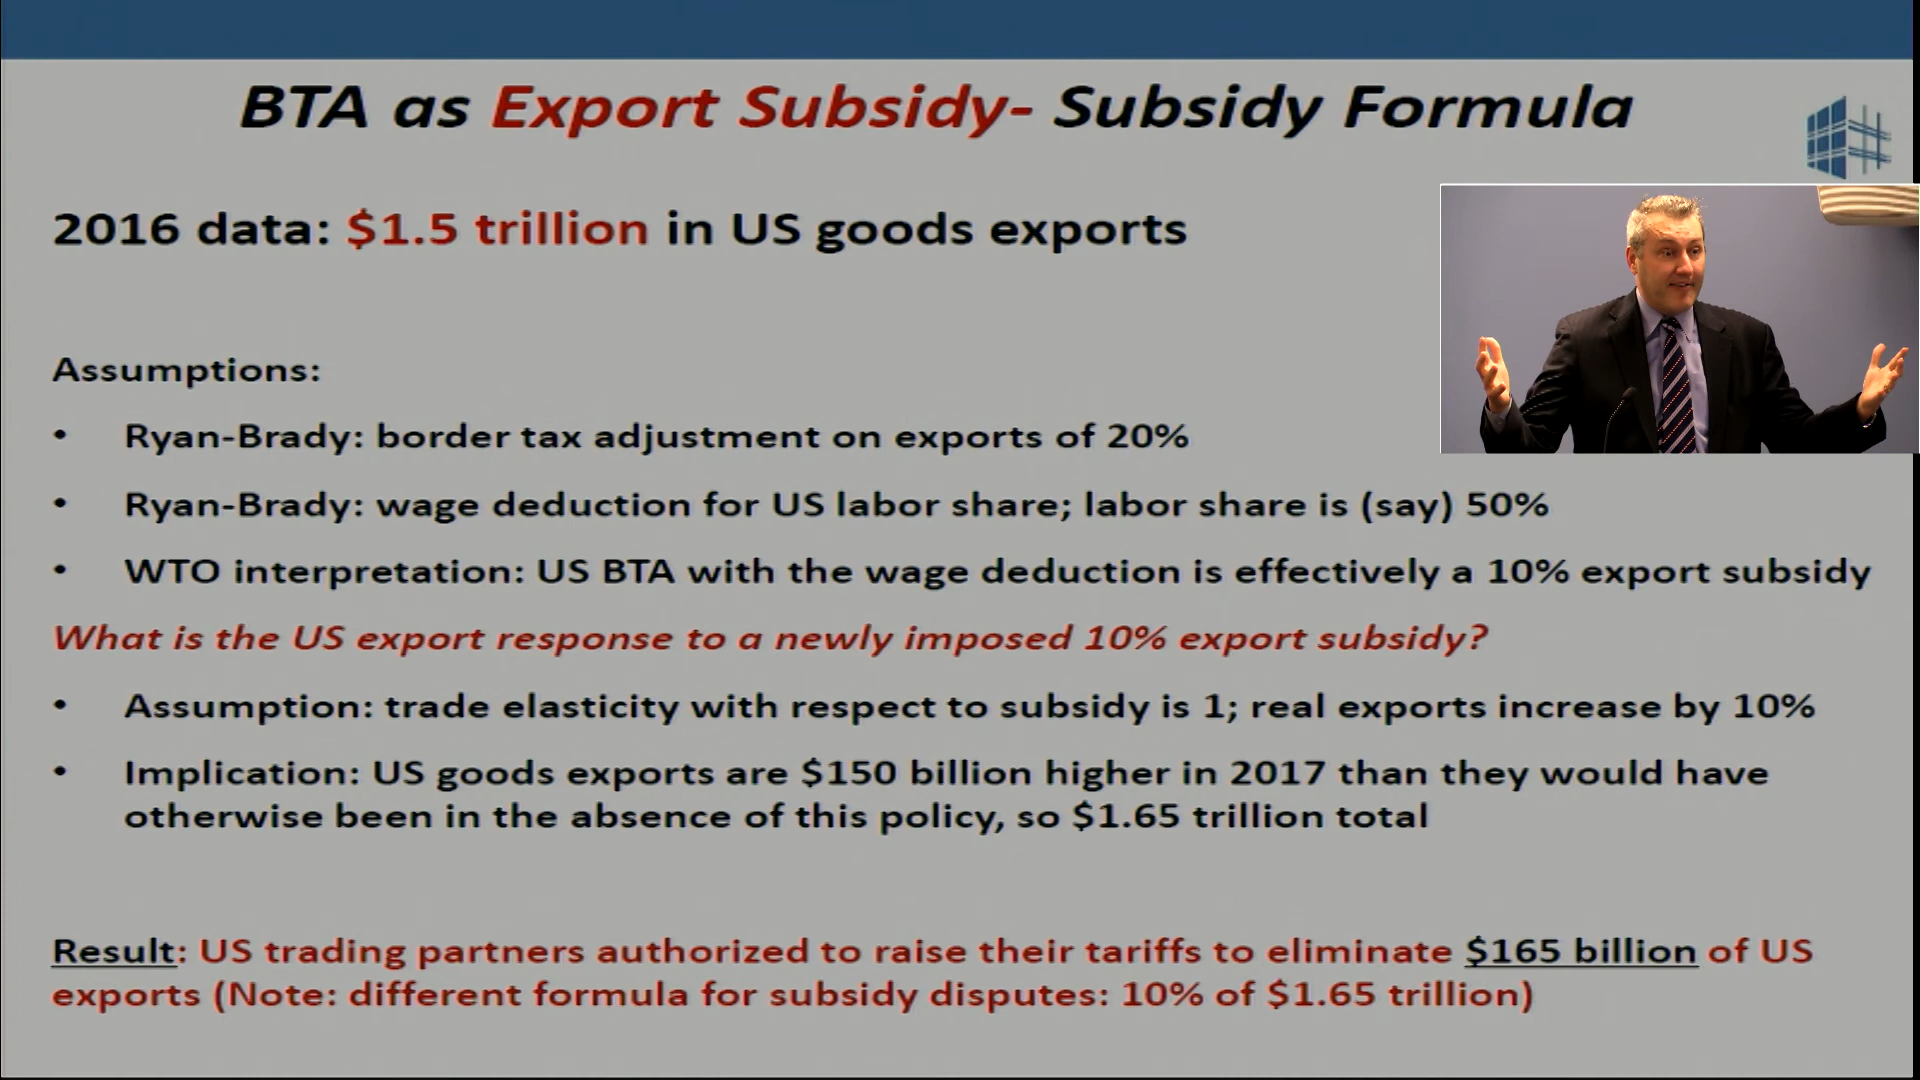 BTA as Export Subsidy- Subsidy Formula
2016 data: $1.5 trillion in US goods exports
Assumptions:
• Ryan-Brady: border tax adjustment on exports of 20%
• Ryan-Brady: wage deduction for US labor share; labor share is (say) 50%
• WTO interpretation: US BTA with the wage deduction is effectively a 10% export subsidy
What is the US export response to a newly imposed 10% export subsidy?
• Assumption: trade elasticity with respect to subsidy is 1; real exports increase by 10%
• Implication: US goods exports are $150 billion higher in 2017 than they would have
otherwise been in the absence of this policy, so $1.65 trillion total
Result: US trading partners authorized to raise their tariffs to eliminate $165 billion of US
exports (Note: different formula for subsidy disputes: 10% of $1.65 trillion)